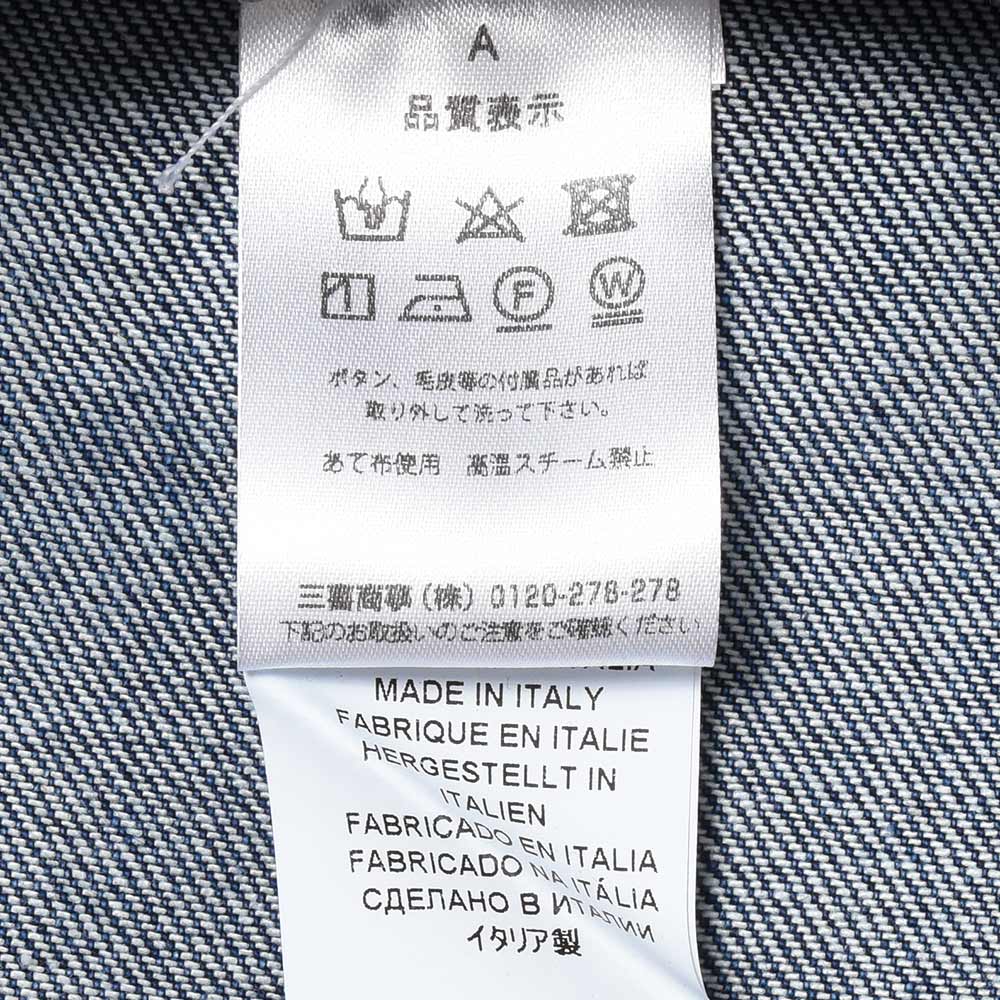 A
品質表示
F W
ボタン、毛皮等の付属品があれば
取り外して洗って下さい。
あて布使用 高温スチーム禁止
三喜商事(株) 0120-278-278
下記のお取扱いのご注意をご確認ください
ITALIA
MADE IN ITALY
FABRIQUE EN ITALIE
HERGESTELLT IN
ITALIEN
FABRICADO EN ITALIA
FABRICADO NA ITÁLIA
СДЕЛАНО В ИТАЛИИ
イタリア製